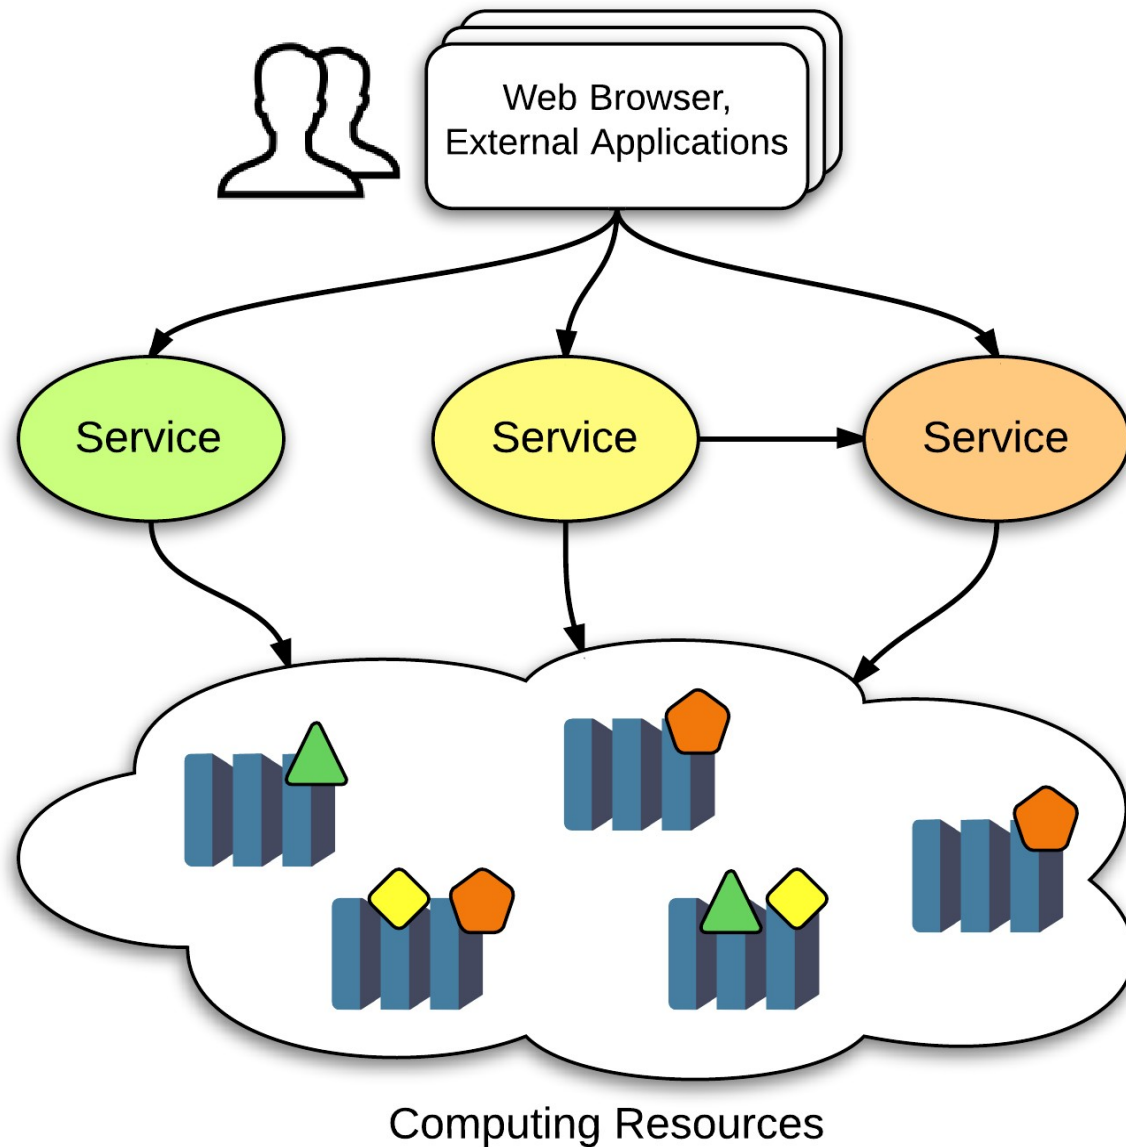 Web Browser,
External Applications
Service
Service
Service
Computing Resources